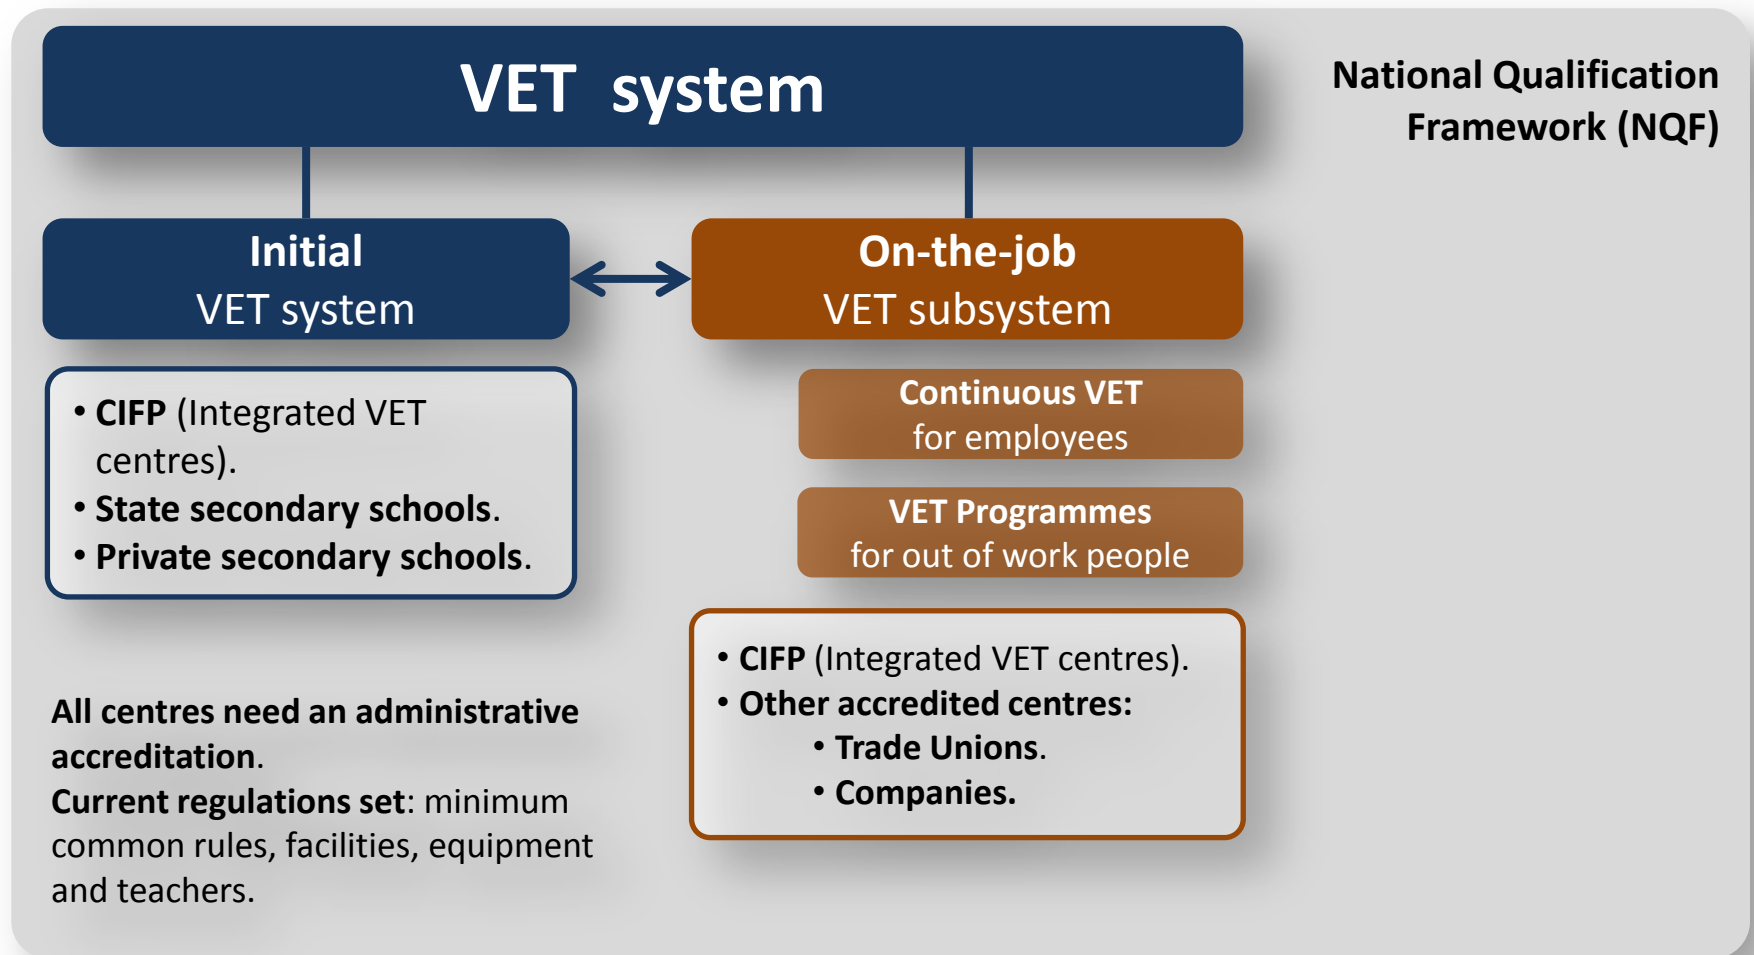 VET system
National Qualification
Framework (NQF)
Initial
VET system
On-the-job
VET subsystem
• CIFP (Integrated VET
centres).
• State secondary schools.
• Private secondary schools.
Continuous VET
for employees
VET Programmes
for out of work people
• CIFP (Integrated VET centres).
• Other accredited centres:
• Trade Unions.
• Companies.
All centres need an administrative
accreditation.
Current regulations set: minimum
common rules, facilities, equipment
and teachers.